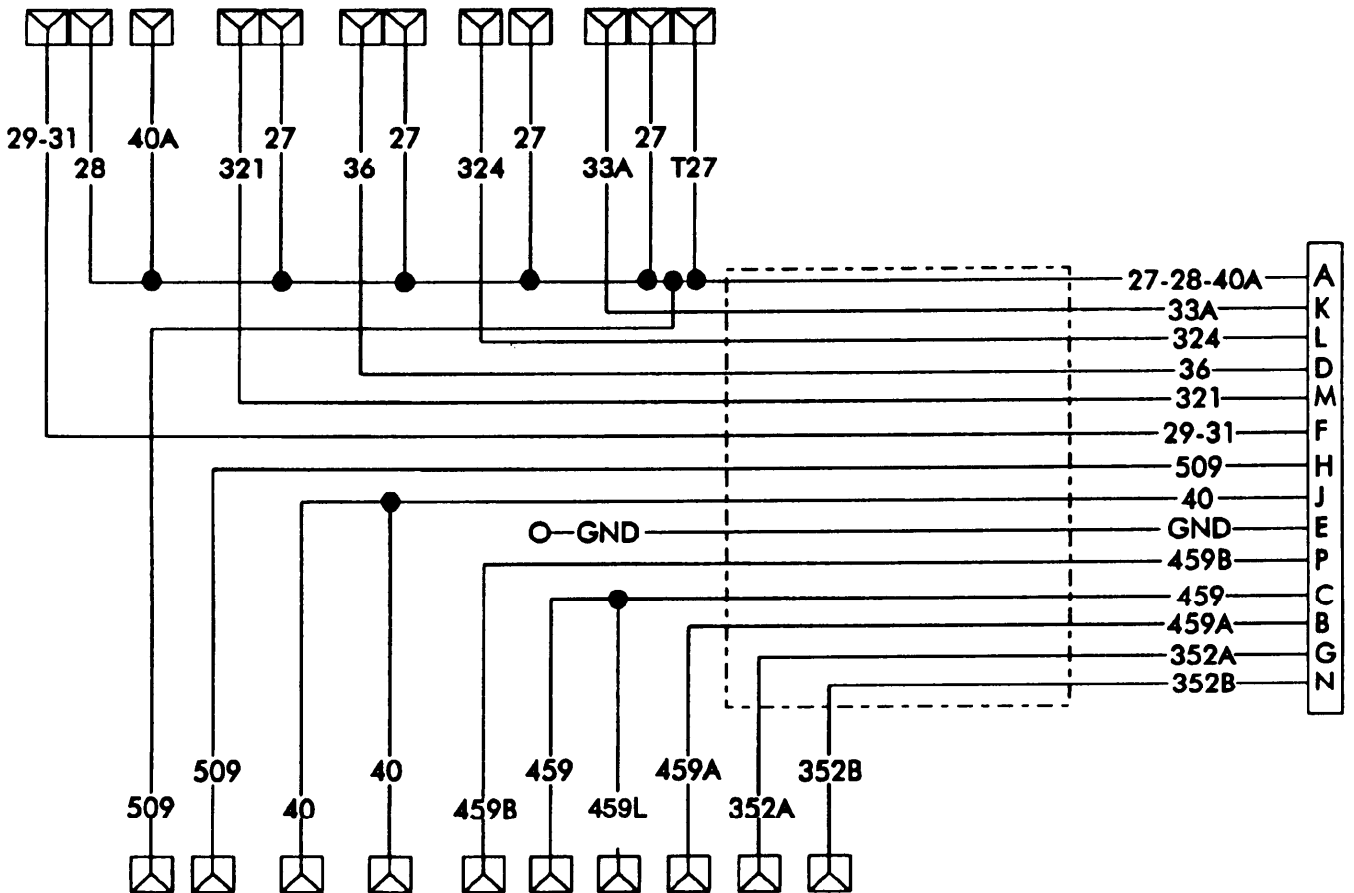 29-31 40A 27 27 27 27
28 321 36 324 33A T27
27-28-40A A
33A K
324 L
36 D
321 M
29-31 F
509 H
40 J
GND GND E
459B P
459 C
459A B
352A G
352B N
509 40 459 459A 352B
509 40 459B 459L 352A